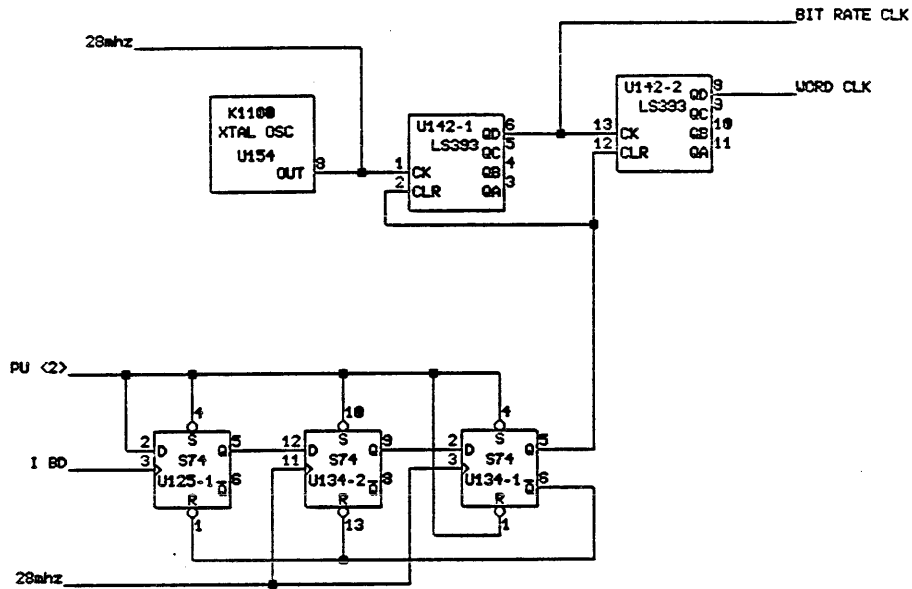 BIT RATE CLK
28mhz
WORD CLK
K1100
XTAL OSC
U154
OUT
8
U142-1
LS393
1
CK
2
CLR
QD
6
QC
5
QB
4
QA
3
U142-2
LS393
13
CK
12
CLR
QD
9
QC
QB
10
QA
11
PU <2>
I BD
28mhz
4
S
2
D
3
Q
5
S74
U125-1
Q
6
R
1
10
S
12
D
11
Q
9
S74
U134-2
Q
8
R
13
4
S
2
D
3
Q
5
S74
U134-1
Q
6
R
1